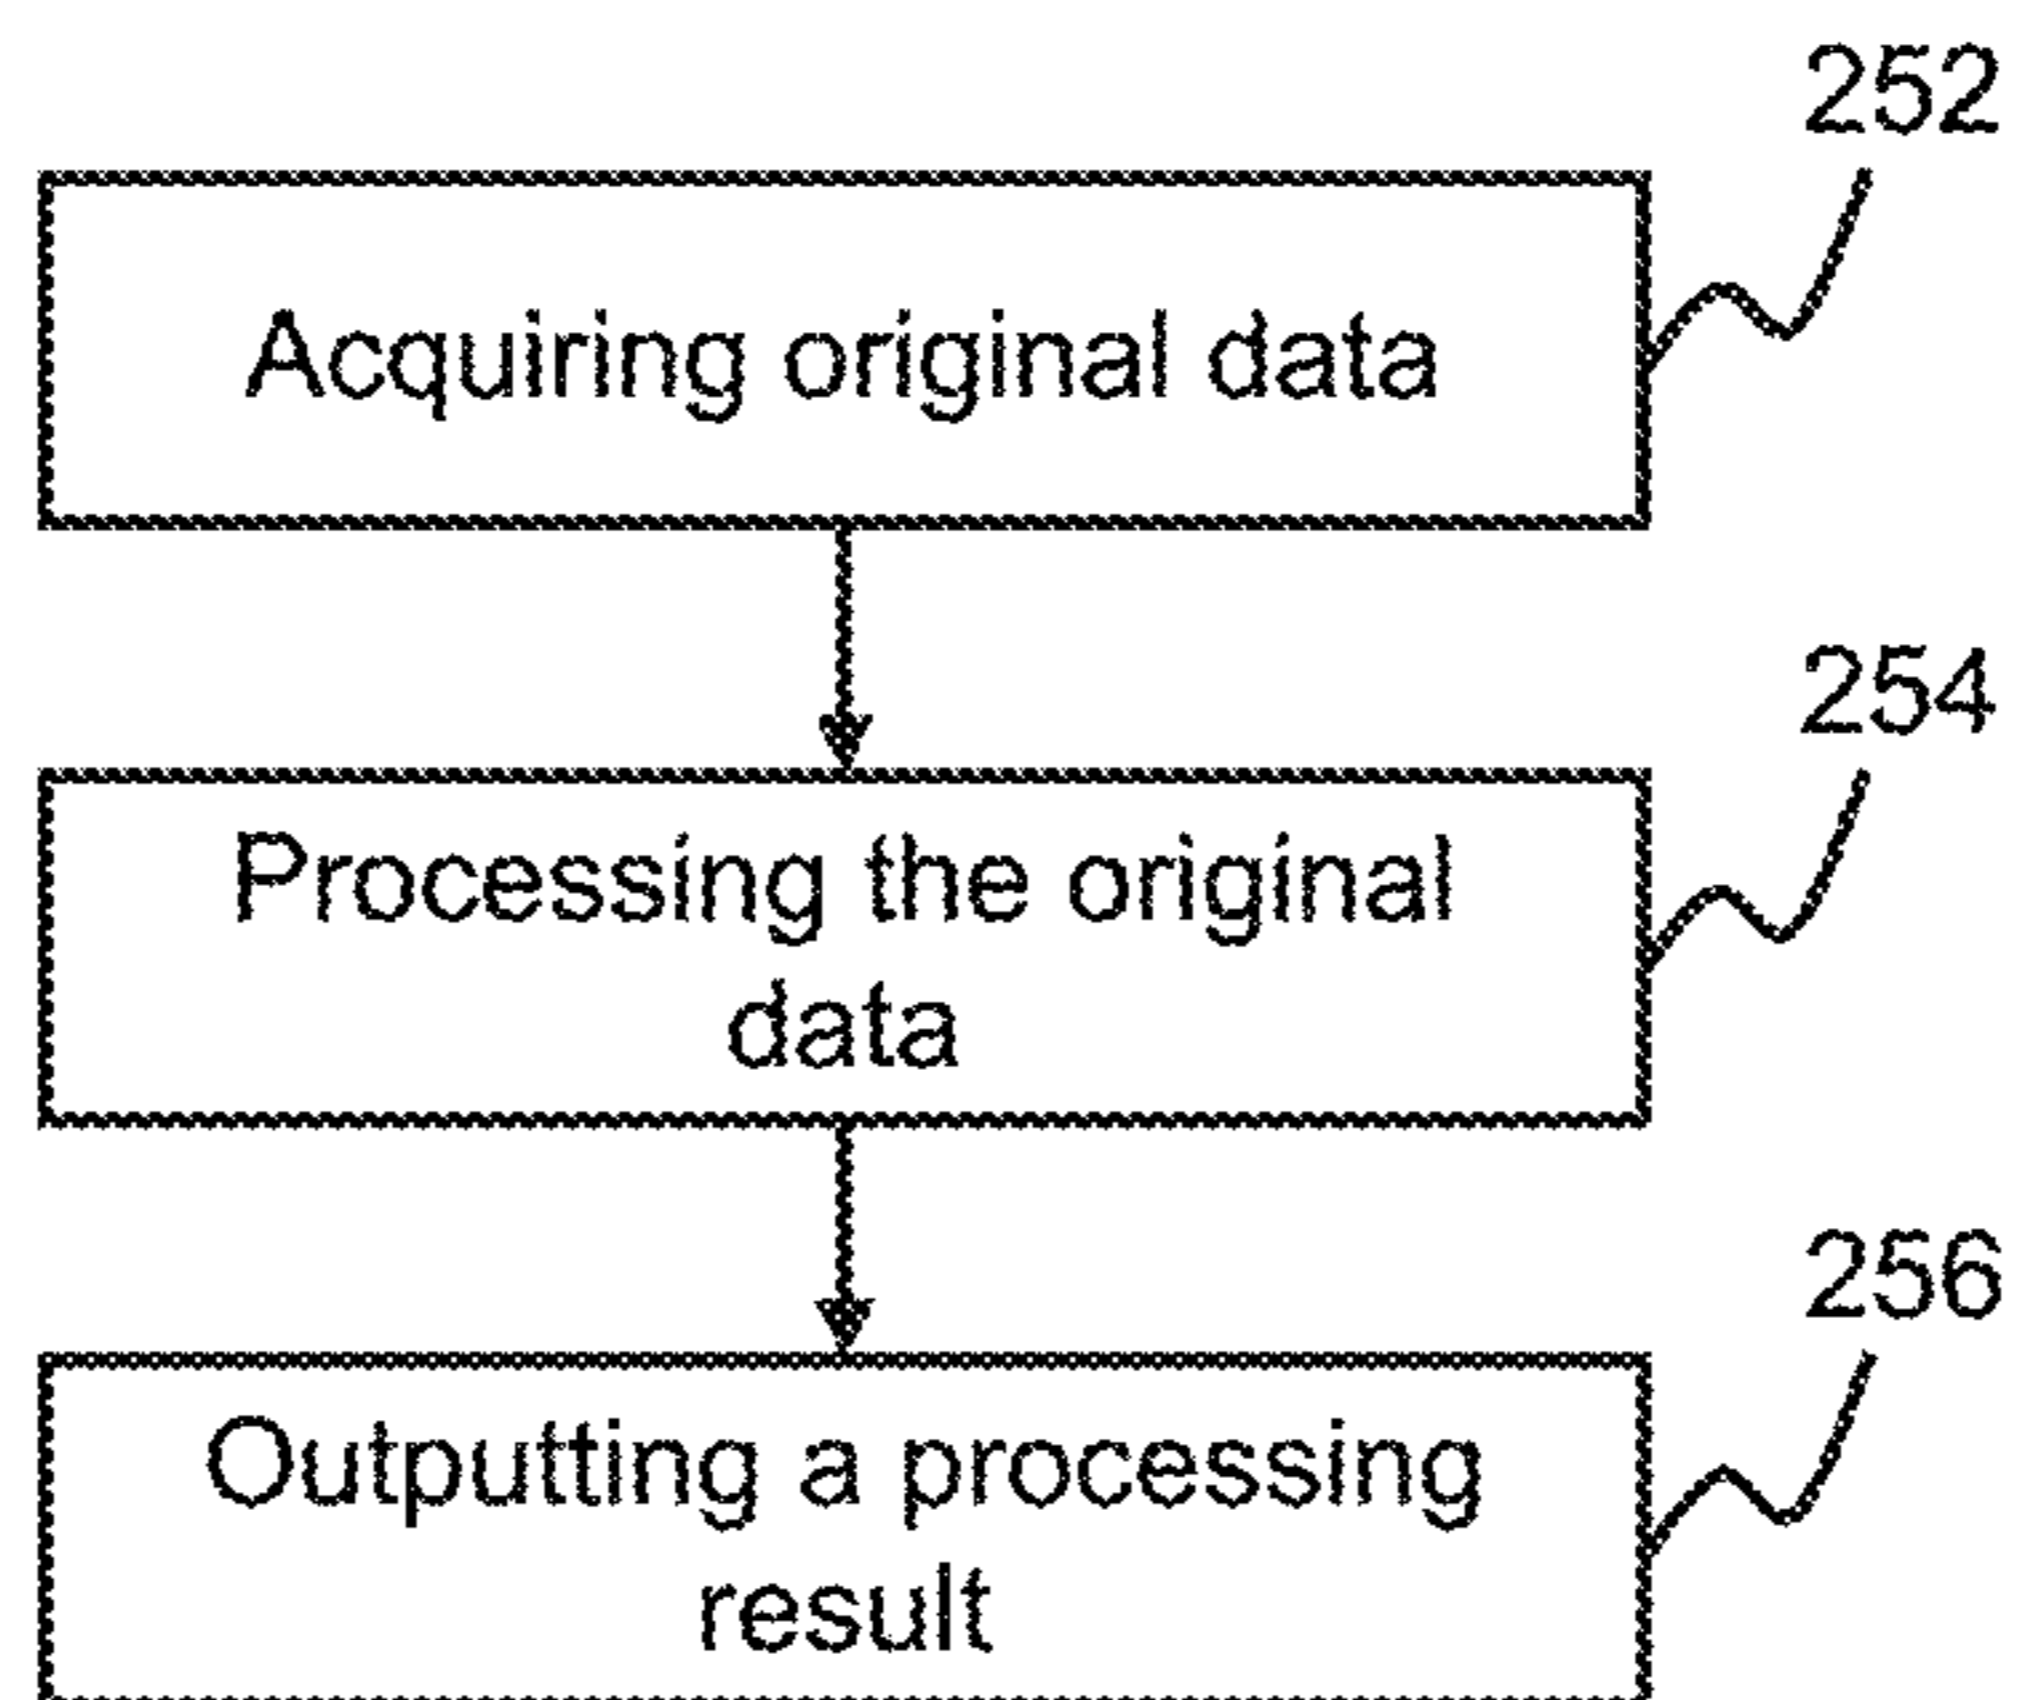 252
Acquiring original data
254
Processing the original
data
256
Outputting a processing
result